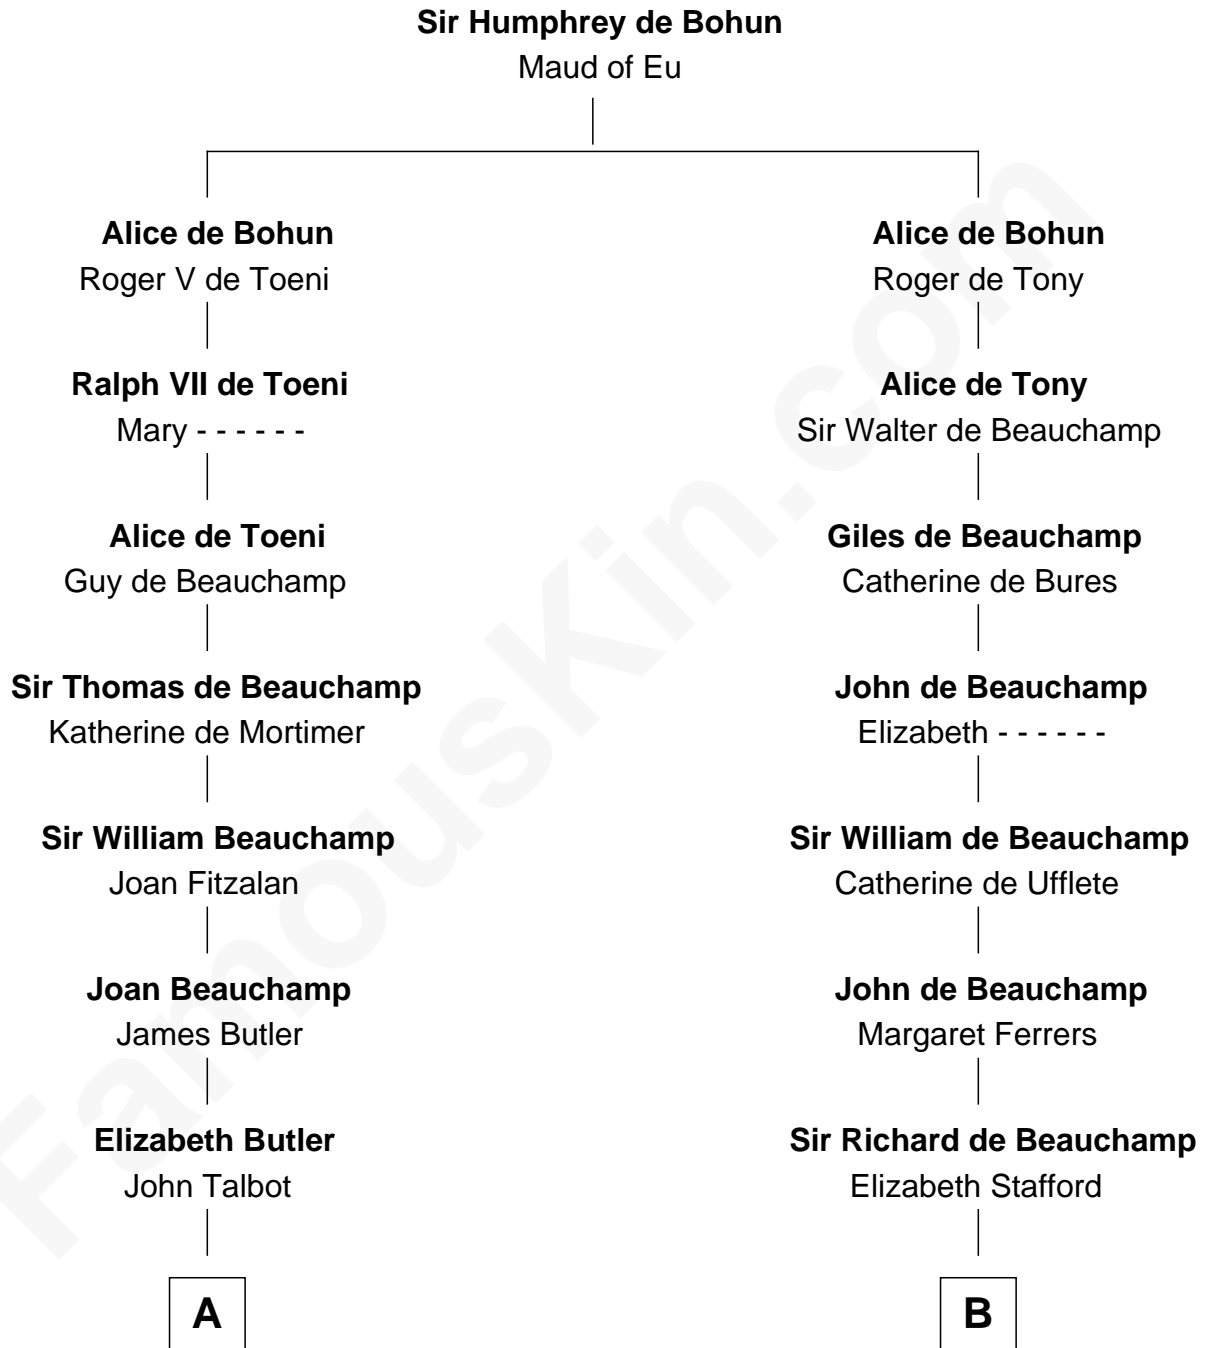 Sir Humphrey de Bohun
Maud of Eu
Alice de Bohun
Roger V de Toeni
Ralph VII de Toeni
Mary - - - - - -
Alice de Toeni
Guy de Beauchamp
Sir Thomas de Beauchamp
Katherine de Mortimer
Sir William Beauchamp
Joan Fitzalan
Joan Beauchamp
James Butler
Elizabeth Butler
John Talbot
A
Alice de Bohun
Roger de Tony
Alice de Tony
Sir Walter de Beauchamp
Giles de Beauchamp
Catherine de Bures
John de Beauchamp
Elizabeth - - - - - -
Sir William de Beauchamp
Catherine de Ufflete
John de Beauchamp
Margaret Ferrers
Sir Richard de Beauchamp
Elizabeth Stafford
B
FamousKin.com